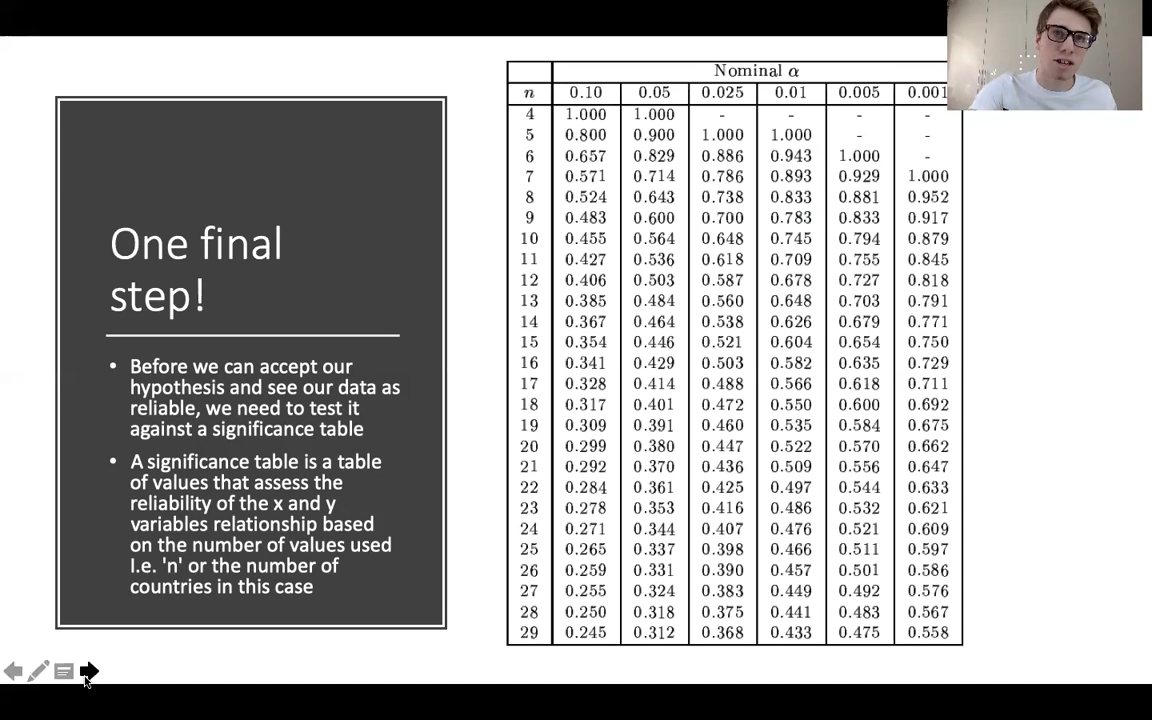 One final
step!
• Before we can accept our
hypothesis and see our data as
reliable, we need to test it
against a significance table
• A significance table is a table
of values that assess the
reliability of the x and y
variables relationship based
on the number of values used
I.e. 'n' or the number of
countries in this case
Nominal α
n 0.10 0.05 0.025 0.01 0.005 0.001
4 1.000 1.000 - - - -
5 0.800 0.900 1.000 1.000 - -
6 0.657 0.829 0.886 0.943 1.000 -
7 0.571 0.714 0.786 0.893 0.929 1.000
8 0.524 0.643 0.738 0.833 0.881 0.952
9 0.483 0.600 0.700 0.783 0.833 0.917
10 0.455 0.564 0.648 0.745 0.794 0.879
11 0.427 0.536 0.618 0.709 0.755 0.845
12 0.406 0.503 0.587 0.678 0.727 0.818
13 0.385 0.484 0.560 0.648 0.703 0.791
14 0.367 0.464 0.538 0.626 0.679 0.771
15 0.354 0.446 0.521 0.604 0.654 0.750
16 0.341 0.429 0.503 0.582 0.635 0.729
17 0.328 0.414 0.488 0.566 0.618 0.711
18 0.317 0.401 0.472 0.550 0.600 0.692
19 0.309 0.391 0.460 0.535 0.584 0.675
20 0.299 0.380 0.447 0.522 0.570 0.662
21 0.292 0.370 0.436 0.509 0.556 0.647
22 0.284 0.361 0.425 0.497 0.544 0.633
23 0.278 0.353 0.416 0.486 0.532 0.621
24 0.271 0.344 0.407 0.476 0.521 0.609
25 0.265 0.337 0.398 0.466 0.511 0.597
26 0.259 0.331 0.390 0.457 0.501 0.586
27 0.255 0.324 0.383 0.449 0.492 0.576
28 0.250 0.318 0.375 0.441 0.483 0.567
29 0.245 0.312 0.368 0.433 0.475 0.558